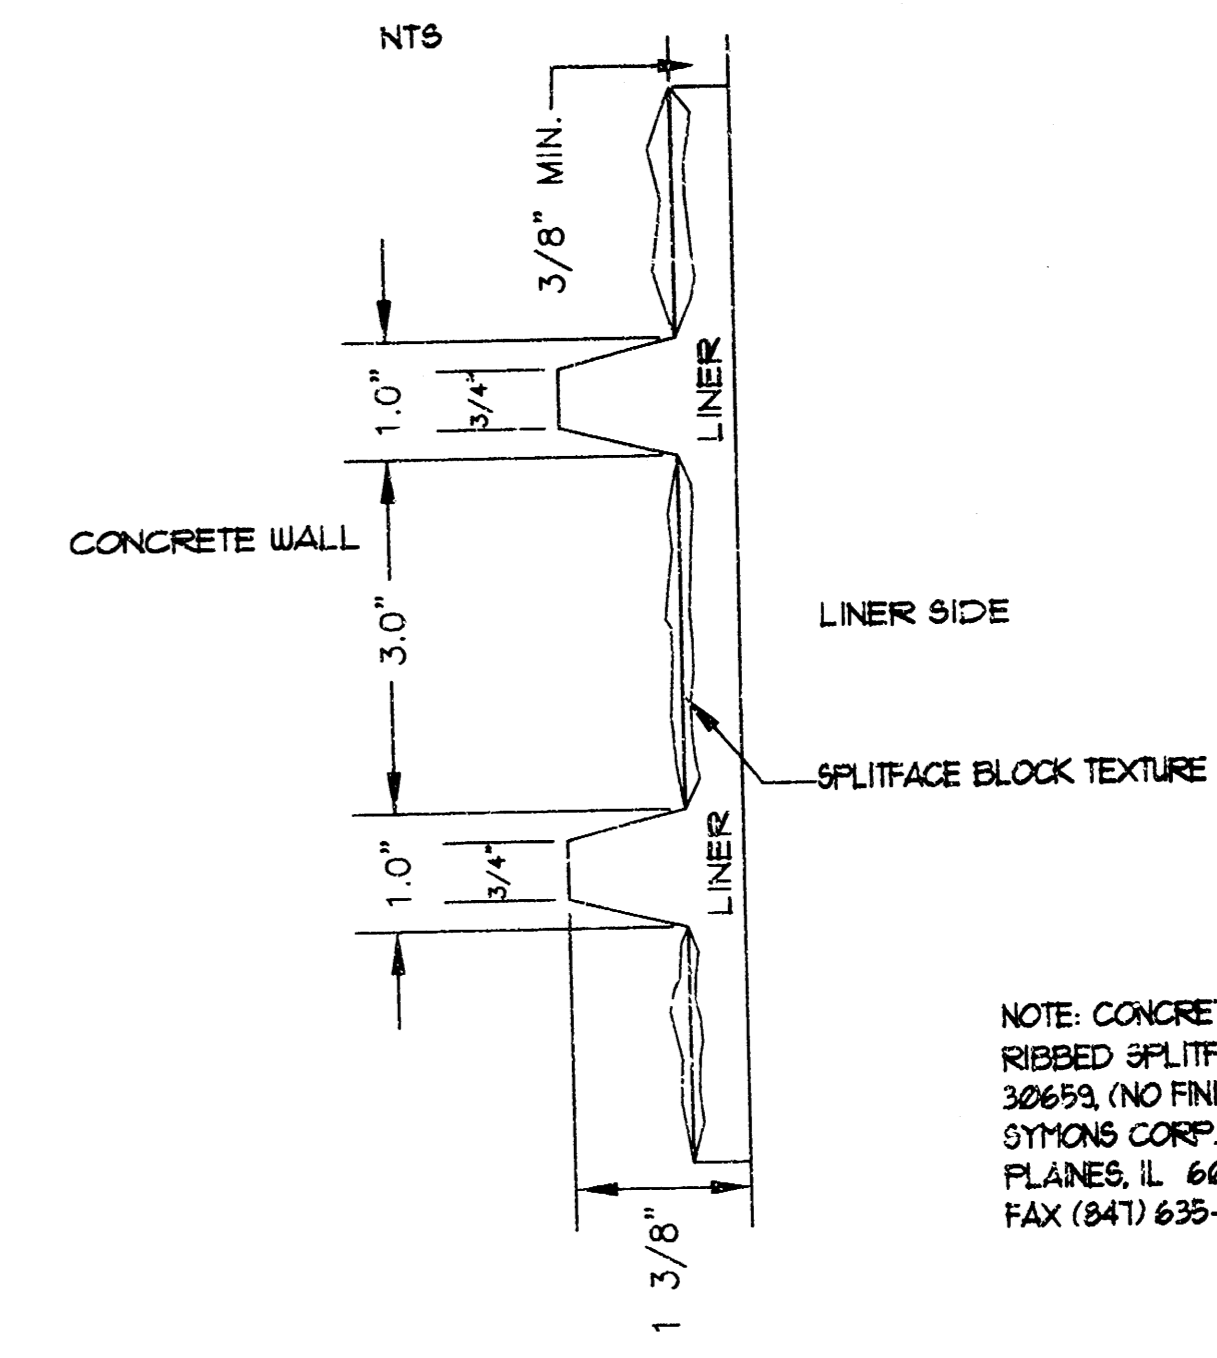 NTS
3/8" MIN.
1.0"
3/4"
LINER
CONCRETE WALL
3.0"
LINER SIDE
SPLITFACE BLOCK TEXTURE
1.0"
3/4"
LINER
NOTE: CONCRET
RIBBED SPLITF
30659, (NO FINI
SYMONS CORP.
PLAINES, IL 60
FAX (847) 635-
1 3/8"